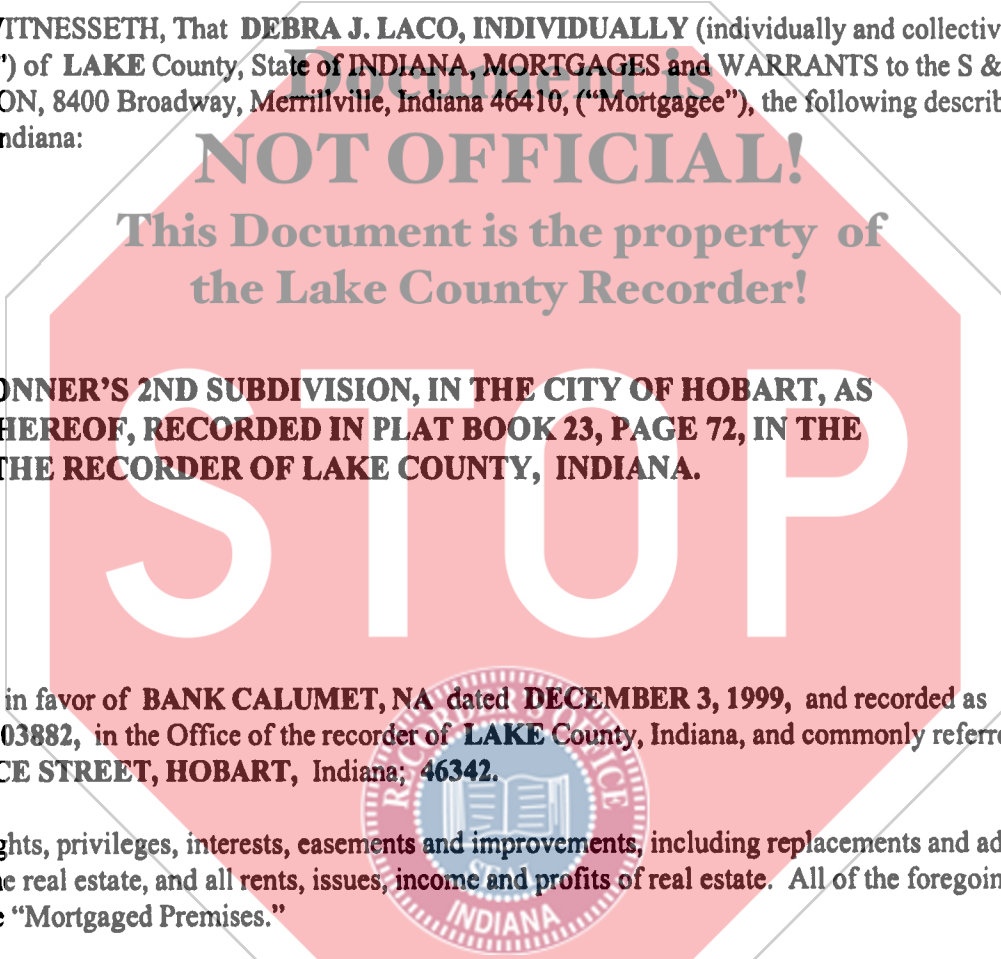 WITNESSETH, That DEBRA J. LACO, INDIVIDUALLY (individually and collectiv
") of LAKE County, State of INDIANA, MORTGAGES and WARRANTS to the S &
ON, 8400 Broadway, Merrillville, Indiana 46410, (“Mortgagee”), the following describ
ndiana:
Document is
NOT OFFICIAL!
This Document is the property of
the Lake County Recorder!
ONNER’S 2ND SUBDIVISION, IN THE CITY OF HOBART, AS
HEREOF, RECORDED IN PLAT BOOK 23, PAGE 72, IN THE
THE RECORDER OF LAKE COUNTY, INDIANA.
STOP
in favor of BANK CALUMET, NA dated DECEMBER 3, 1999, and recorded as
03882, in the Office of the recorder of LAKE County, Indiana, and commonly referre
CE STREET, HOBART, Indiana; 46342.
RECORDER'S OFFICE
SEAL
INDIANA
ghts, privileges, interests, easements and improvements, including replacements and ad
e real estate, and all rents, issues, income and profits of real estate. All of the foregoin
e “Mortgaged Premises.”